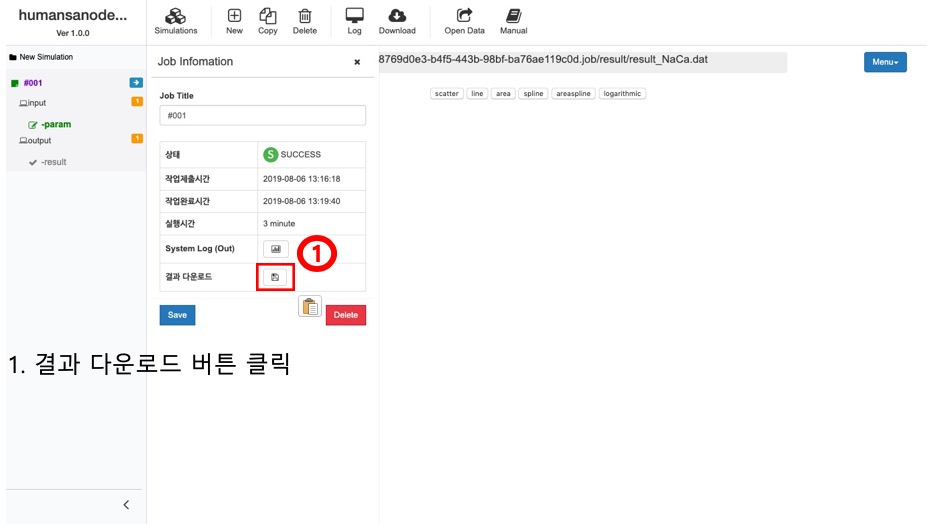 humansanode...
Ver 1.0.0
Simulations
New
Copy
Delete
Log
Download
Open Data
Manual
New Simulation
#001
input
1
-param
output
1
-result
Job Infomation
×
Job Title
#001
상태
S SUCCESS
작업제출시간
2019-08-06 13:16:18
작업완료시간
2019-08-06 13:19:40
실행시간
3 minute
System Log (Out)
1
결과 다운로드
Save
Delete
8769d0e3-b4f5-443b-98bf-ba76ae119c0d.job/result/result_NaCa.dat
Menu
scatter
line
area
spline
areaspline
logarithmic
1. 결과 다운로드 버튼 클릭